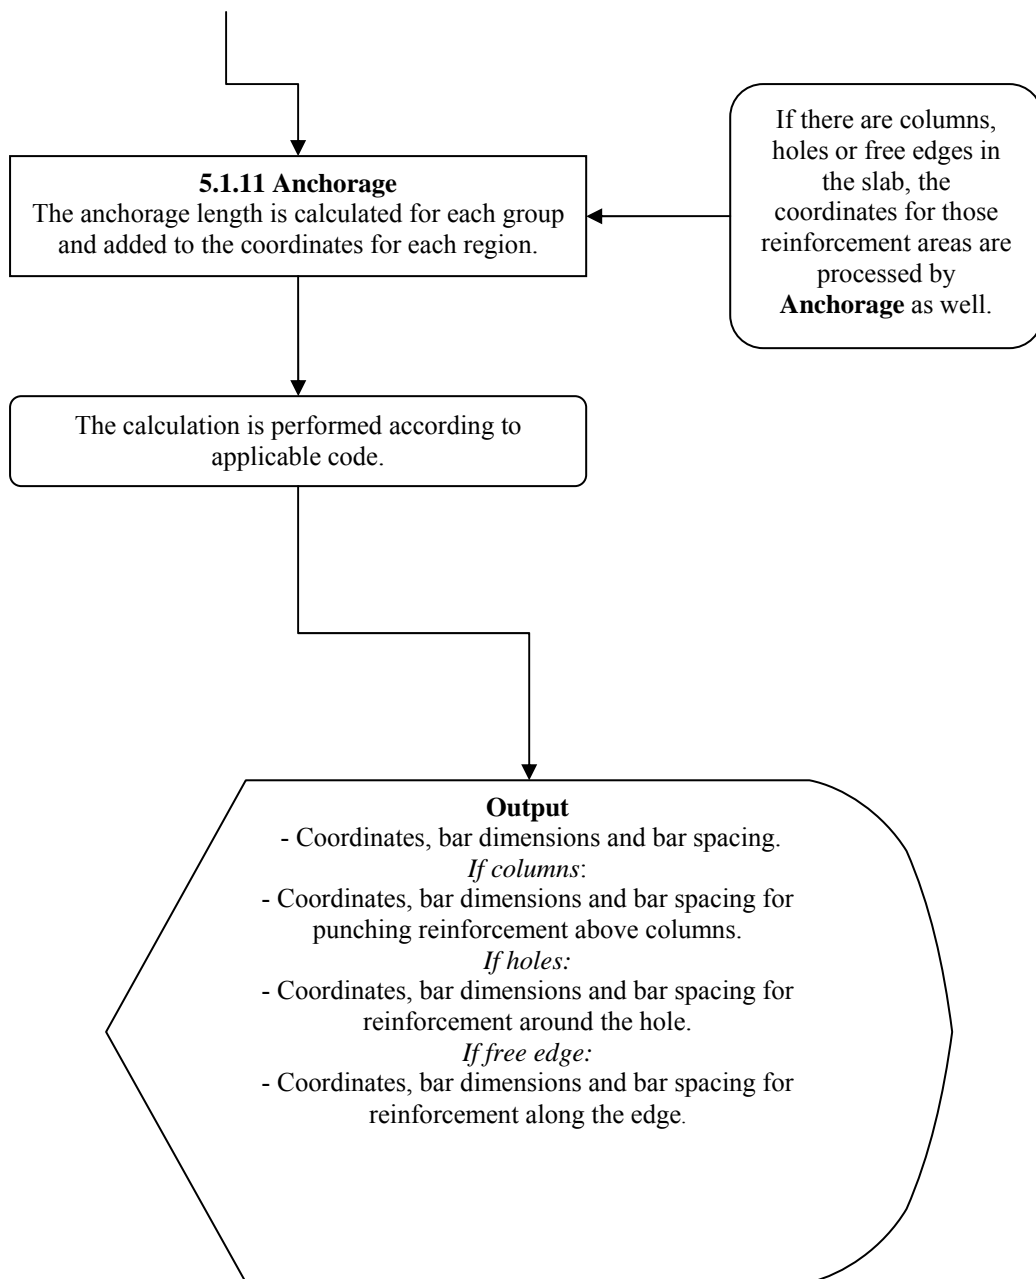 5.1.11 Anchorage
The anchorage length is calculated for each group
and added to the coordinates for each region.
If there are columns,
holes or free edges in
the slab, the
coordinates for those
reinforcement areas are
processed by
Anchorage as well.
The calculation is performed according to
applicable code.
Output
- Coordinates, bar dimensions and bar spacing.
If columns:
- Coordinates, bar dimensions and bar spacing for
punching reinforcement above columns.
If holes:
- Coordinates, bar dimensions and bar spacing for
reinforcement around the hole.
If free edge:
- Coordinates, bar dimensions and bar spacing for
reinforcement along the edge.